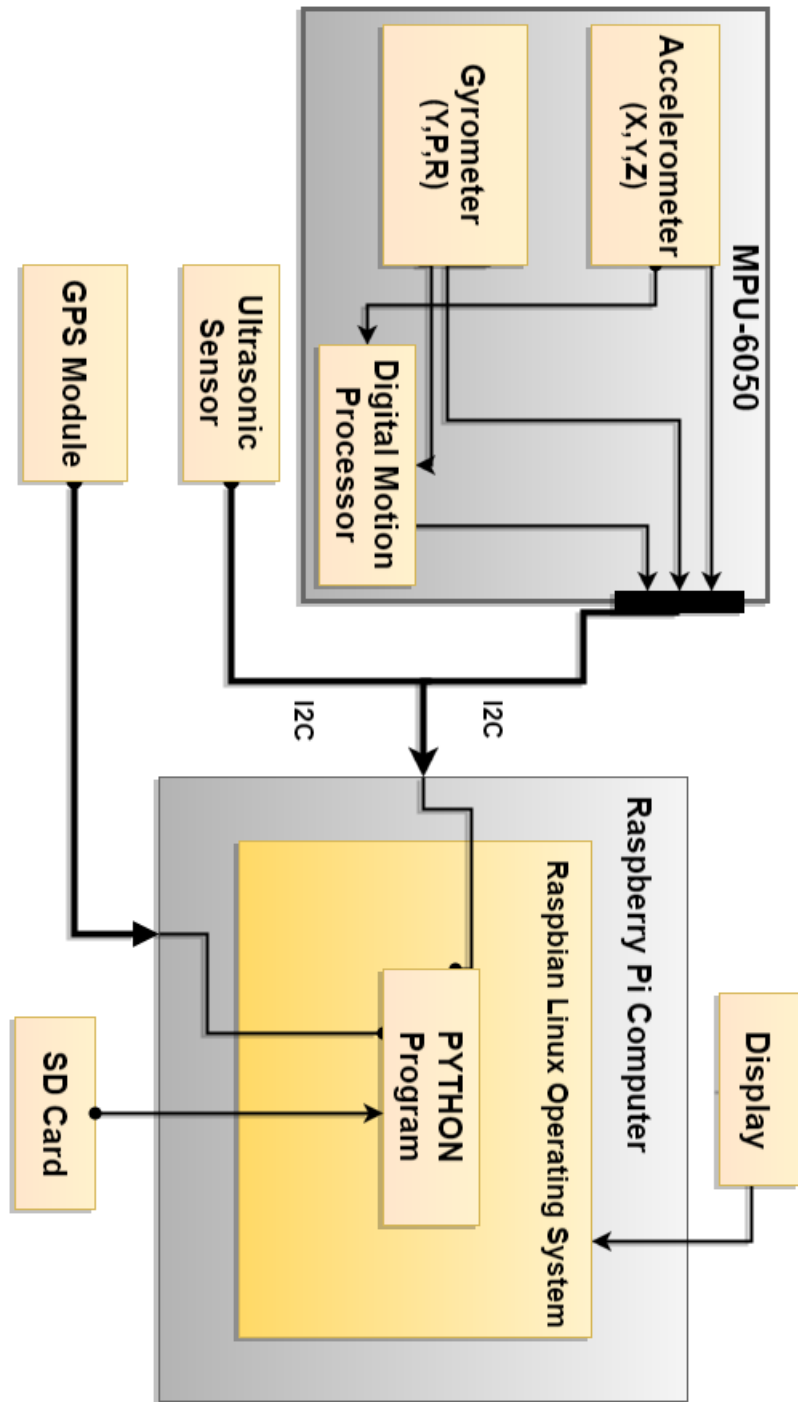 MPU-6050
Accelerometer
(X,Y,Z)
Gyrometer
(Y,P,R)
Digital Motion
Processor
Ultrasonic
Sensor
GPS Module
I2C
I2C
Display
Raspberry Pi Computer
Raspbian Linux Operating System
PYTHON
Program
SD Card